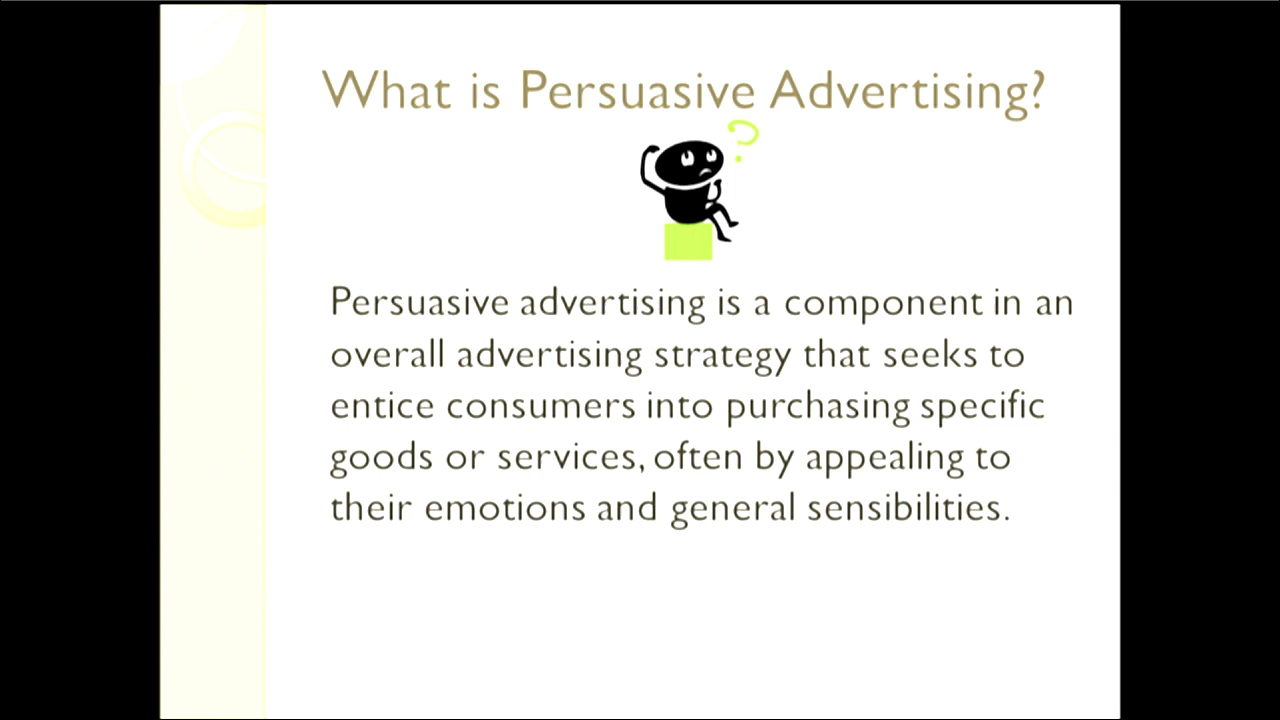 What is Persuasive Advertising?
?
Persuasive advertising is a component in an
overall advertising strategy that seeks to
entice consumers into purchasing specific
goods or services, often by appealing to
their emotions and general sensibilities.